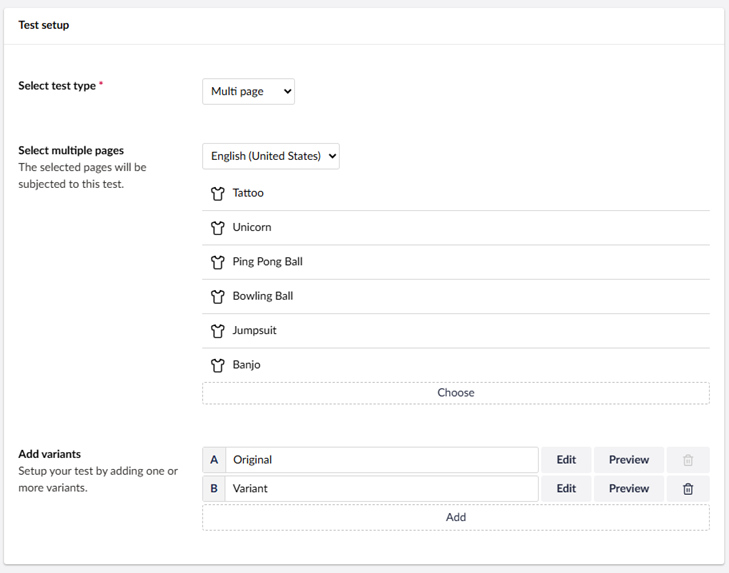 Test setup
Select test type *
Multi page
Select multiple pages
The selected pages will be
subjected to this test.
English (United States)
Tattoo
Unicorn
Ping Pong Ball
Bowling Ball
Jumpsuit
Banjo
Choose
Add variants
Setup your test by adding one or
more variants.
A Original Edit Preview
B Variant Edit Preview
Add